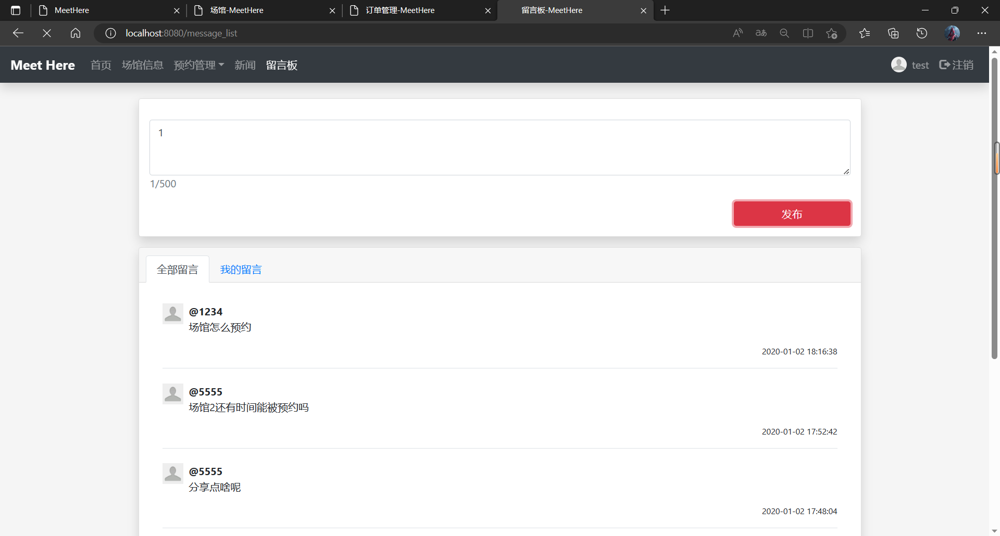 MeetHere
场馆-MeetHere
订单管理-MeetHere
留言板-MeetHere
localhost:8080/message_list
Meet Here 首页 场馆信息 预约管理 新闻 留言板 test 注销
1
1/500
发布
全部留言 我的留言
@1234
场馆怎么预约
2020-01-02 18:16:38
@5555
场馆2还有时间能被预约吗
2020-01-02 17:52:42
@5555
分享点啥呢
2020-01-02 17:48:04